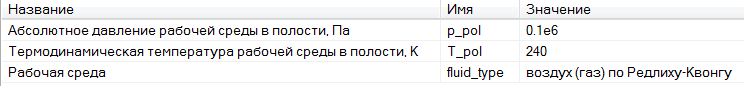 Название Имя Значение
Абсолютное давление рабочей среды в полости, Па p_pol 0.1e6
Термодинамическая температура рабочей среды в полости, К T_pol 240
Рабочая среда fluid_type воздух (газ) по Редлиху-Квонгу